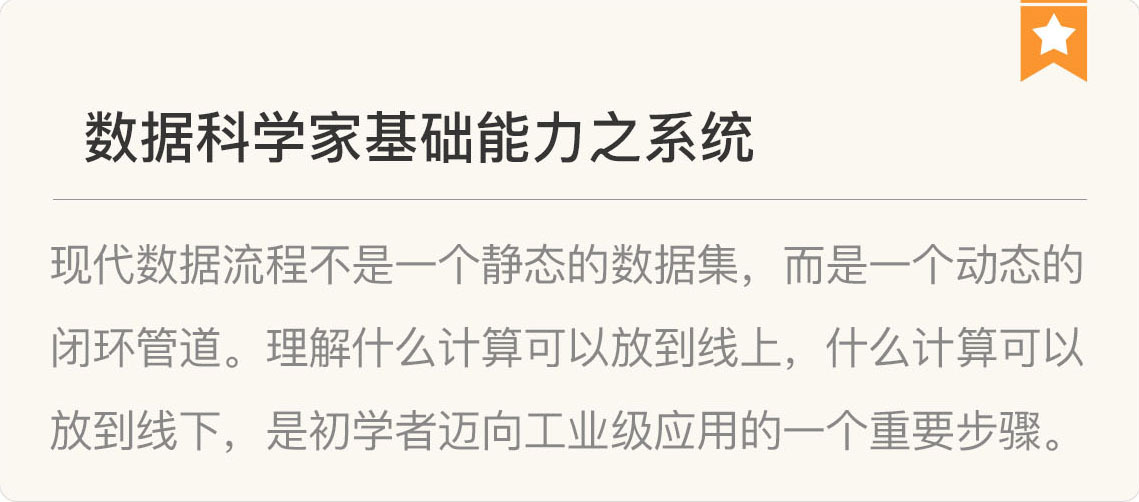 数据科学家基础能力之系统
现代数据流程不是一个静态的数据集，而是一个动态的
闭环管道。理解什么计算可以放到线上，什么计算可以
放到线下，是初学者迈向工业级应用的一个重要步骤。